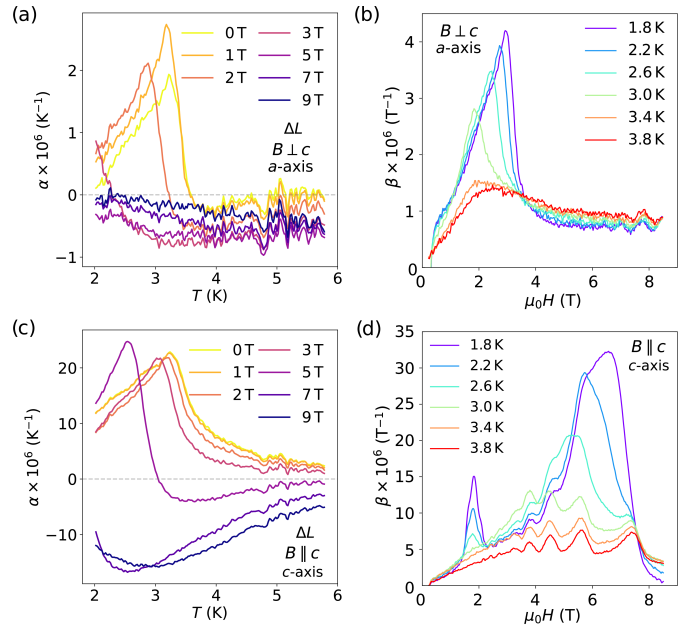 (a)
α × 10⁶ (K⁻¹)
2
1
0
−1
0 T
1 T
2 T
3 T
5 T
7 T
9 T
ΔL
B ⊥ c
a-axis
2
3
4
5
6
T (K)
(b)
β × 10⁶ (T⁻¹)
4
3
2
1
0
B ⊥ c
a-axis
1.8 K
2.2 K
2.6 K
3.0 K
3.4 K
3.8 K
0
2
4
6
8
μ₀H (T)
(c)
α × 10⁶ (K⁻¹)
20
10
0
−10
0 T
1 T
2 T
3 T
5 T
7 T
9 T
ΔL
B ∥ c
c-axis
2
3
4
5
6
T (K)
(d)
β × 10⁶ (T⁻¹)
35
30
25
20
15
10
5
0
1.8 K
2.2 K
2.6 K
3.0 K
3.4 K
3.8 K
B ∥ c
c-axis
0
2
4
6
8
μ₀H (T)